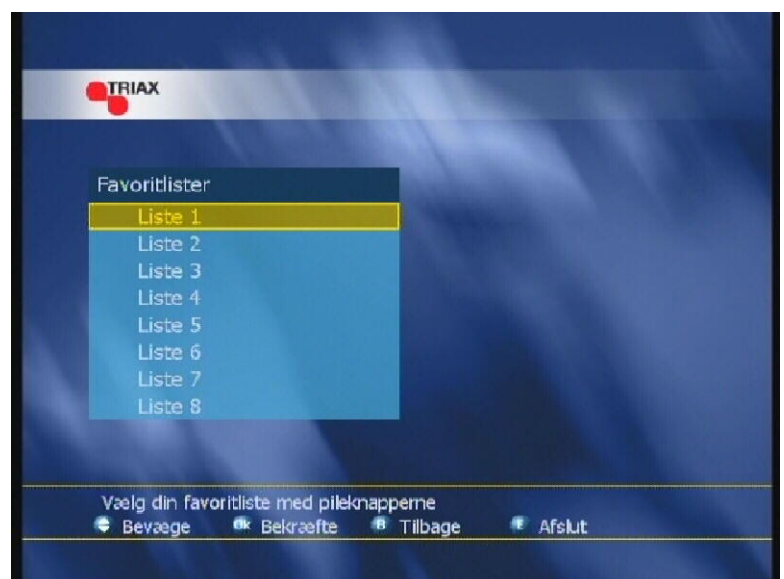 TRIAX
Favoritlister
Liste 1
Liste 2
Liste 3
Liste 4
Liste 5
Liste 6
Liste 7
Liste 8
Vælg din favoritliste med pileknapperne
Bevæge Ok Bekræfte B Tilbage E Afslut